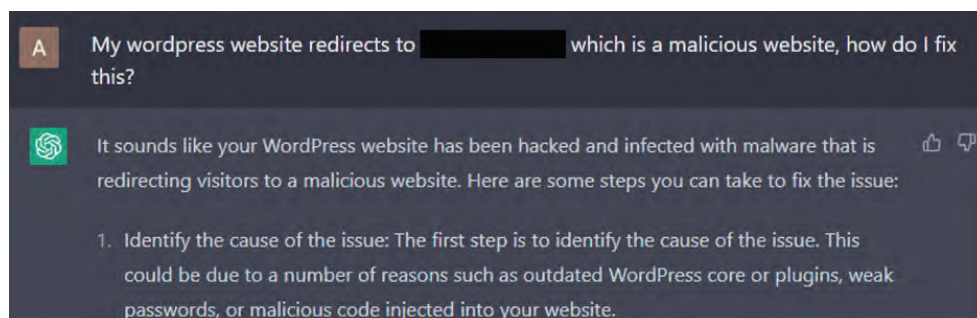 A
My wordpress website redirects to which is a malicious website, how do I fix
this?
It sounds like your WordPress website has been hacked and infected with malware that is
redirecting visitors to a malicious website. Here are some steps you can take to fix the issue:
1. Identify the cause of the issue: The first step is to identify the cause of the issue. This
could be due to a number of reasons such as outdated WordPress core or plugins, weak
passwords, or malicious code injected into your website.